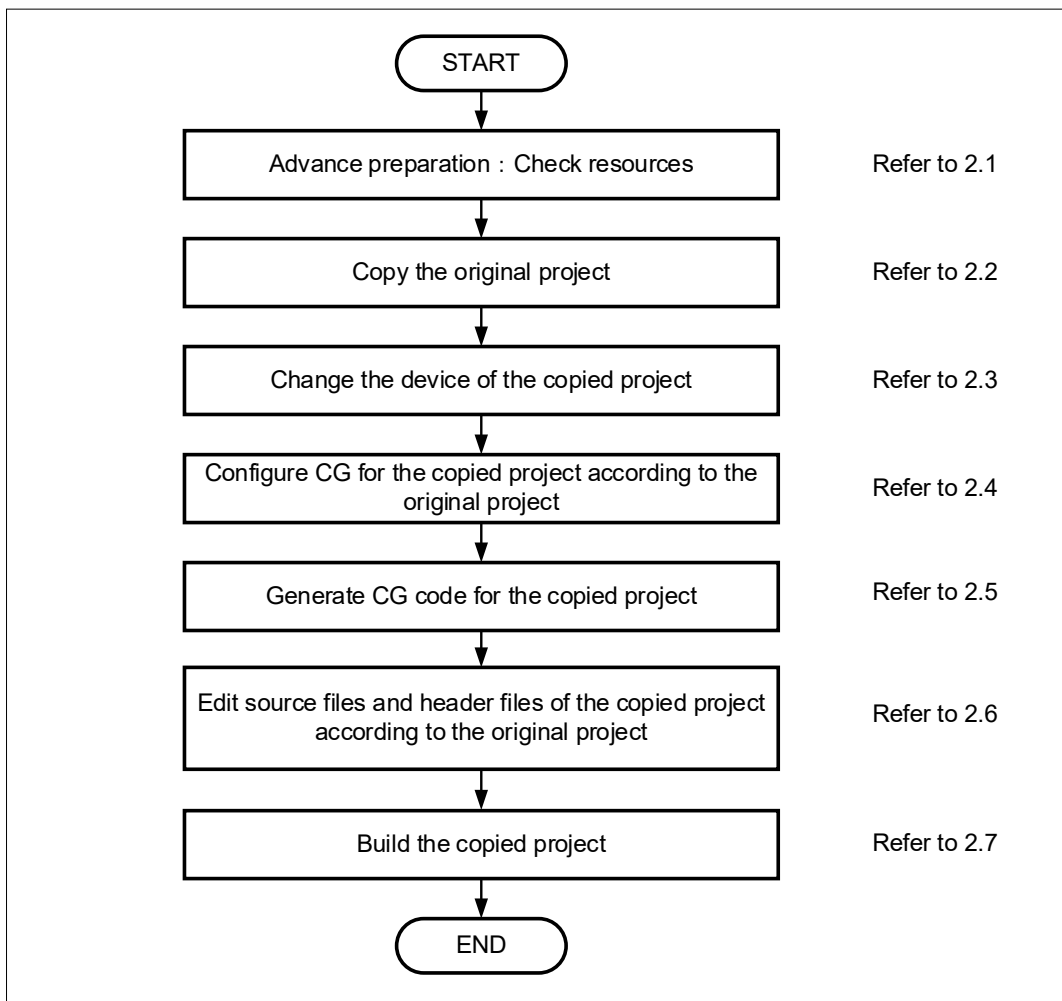 START
Advance preparation：Check resources
Refer to 2.1
Copy the original project
Refer to 2.2
Change the device of the copied project
Refer to 2.3
Configure CG for the copied project according to the
original project
Refer to 2.4
Generate CG code for the copied project
Refer to 2.5
Edit source files and header files of the copied project
according to the original project
Refer to 2.6
Build the copied project
Refer to 2.7
END